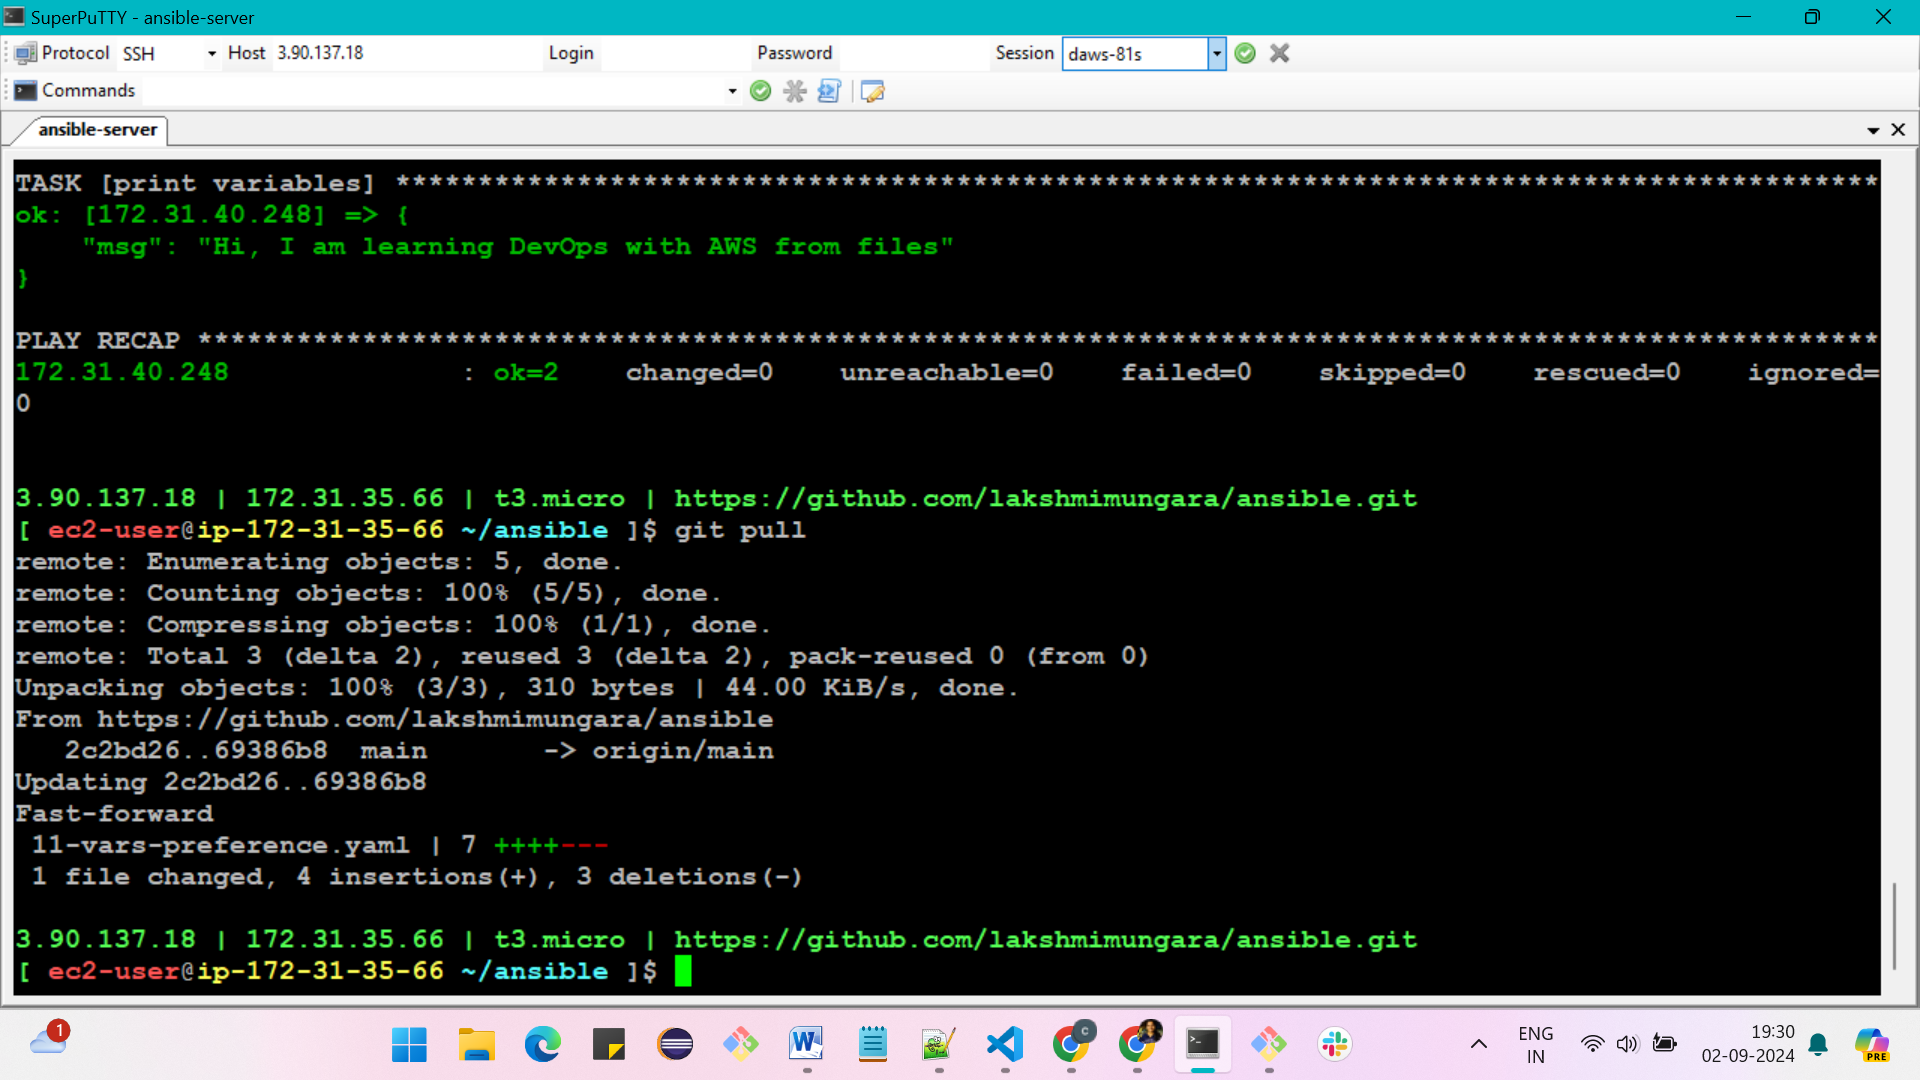 SuperPuTTY - ansible-server
Protocol SSH Host 3.90.137.18 Login Password Session daws-81s
Commands
ansible-server
TASK [print variables] ******************************************************************************************
ok: [172.31.40.248] => {
    "msg": "Hi, I am learning DevOps with AWS from files"
}
PLAY RECAP ******************************************************************************************************
172.31.40.248              : ok=2    changed=0    unreachable=0    failed=0    skipped=0    rescued=0    ignored=
0
3.90.137.18 | 172.31.35.66 | t3.micro | https://github.com/lakshmimungara/ansible.git
[ ec2-user@ip-172-31-35-66 ~/ansible ]$ git pull
remote: Enumerating objects: 5, done.
remote: Counting objects: 100% (5/5), done.
remote: Compressing objects: 100% (1/1), done.
remote: Total 3 (delta 2), reused 3 (delta 2), pack-reused 0 (from 0)
Unpacking objects: 100% (3/3), 310 bytes | 44.00 KiB/s, done.
From https://github.com/lakshmimungara/ansible
   2c2bd26..69386b8  main       -> origin/main
Updating 2c2bd26..69386b8
Fast-forward
 11-vars-preference.yaml | 7 ++++---
 1 file changed, 4 insertions(+), 3 deletions(-)
3.90.137.18 | 172.31.35.66 | t3.micro | https://github.com/lakshmimungara/ansible.git
[ ec2-user@ip-172-31-35-66 ~/ansible ]$
1
C
ENG
IN
19:30
02-09-2024
PRE